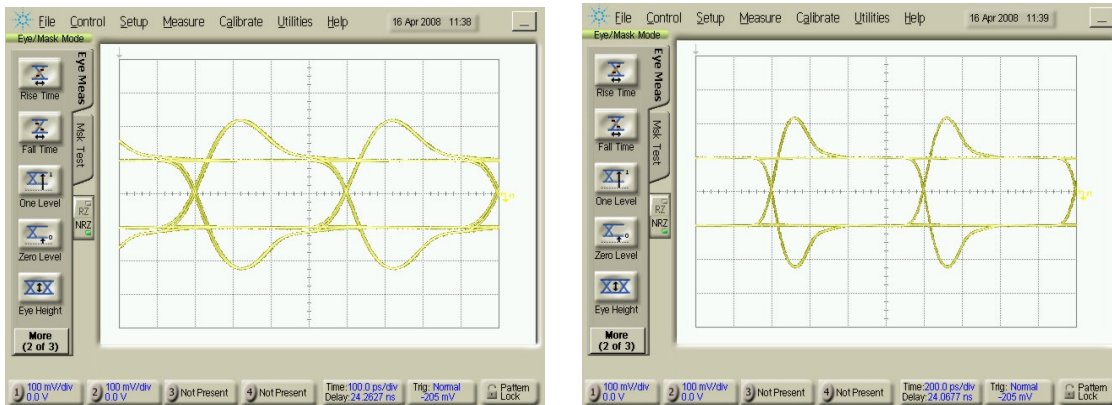 File Control Setup Measure Calibrate Utilities Help 16 Apr 2008 11:38
Eye/Mask Mode
Eye Meas
Msk Test
RZ
NRZ
Rise Time
Fall Time
One Level
Zero Level
Eye Height
More
(2 of 3)
1 100 mV/div
0.0 V
2 100 mV/div
0.0 V
3 Not Present
4 Not Present
Time:100.0 ps/div
Delay:24.2627 ns
Trig: Normal
-205 mV
Pattern
Lock
File Control Setup Measure Calibrate Utilities Help 16 Apr 2008 11:39
Eye/Mask Mode
Eye Meas
Msk Test
RZ
NRZ
Rise Time
Fall Time
One Level
Zero Level
Eye Height
More
(2 of 3)
1 100 mV/div
0.0 V
2 100 mV/div
0.0 V
3 Not Present
4 Not Present
Time:200.0 ps/div
Delay:24.0677 ns
Trig: Normal
-205 mV
Pattern
Lock